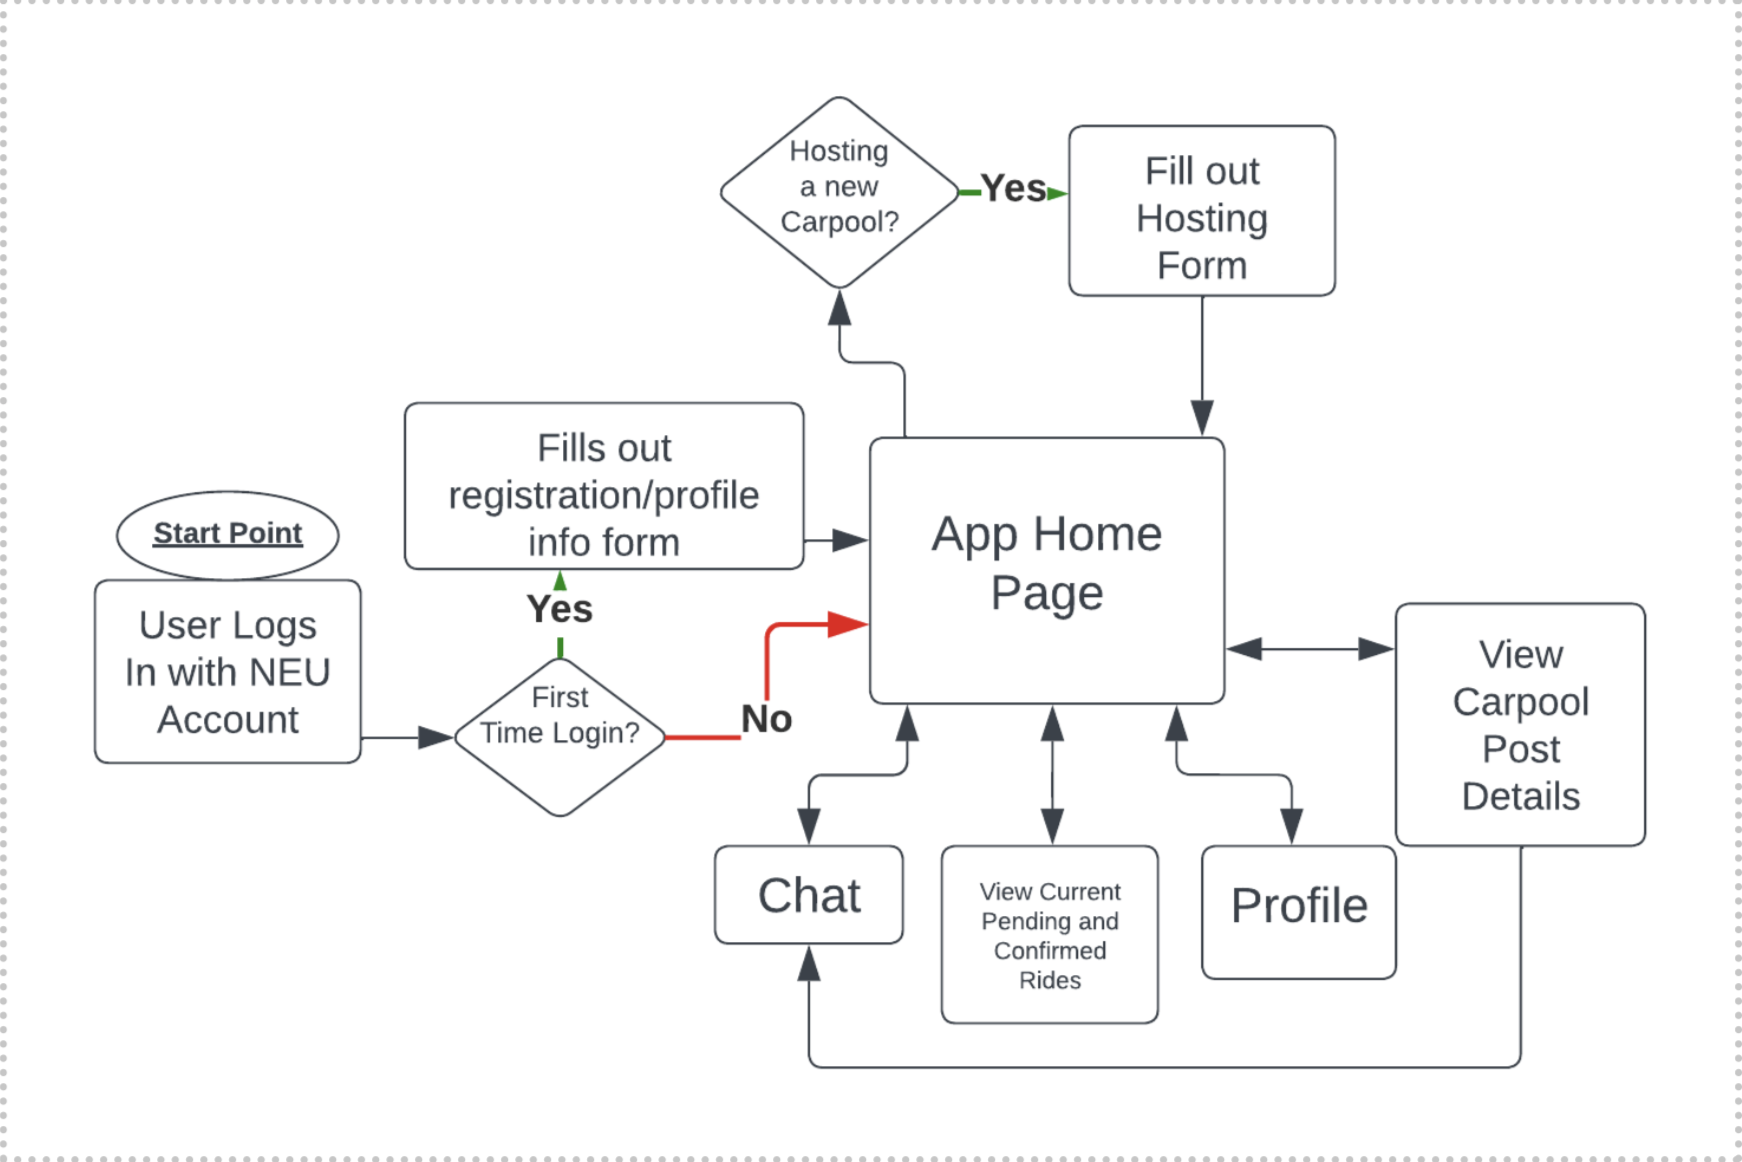 Hosting
a new
Carpool?
Yes
Fill out
Hosting
Form
Fills out
registration/profile
info form
Start Point
User Logs
In with NEU
Account
Yes
First
Time Login?
No
App Home
Page
View
Carpool
Post
Details
Chat
View Current
Pending and
Confirmed
Rides
Profile